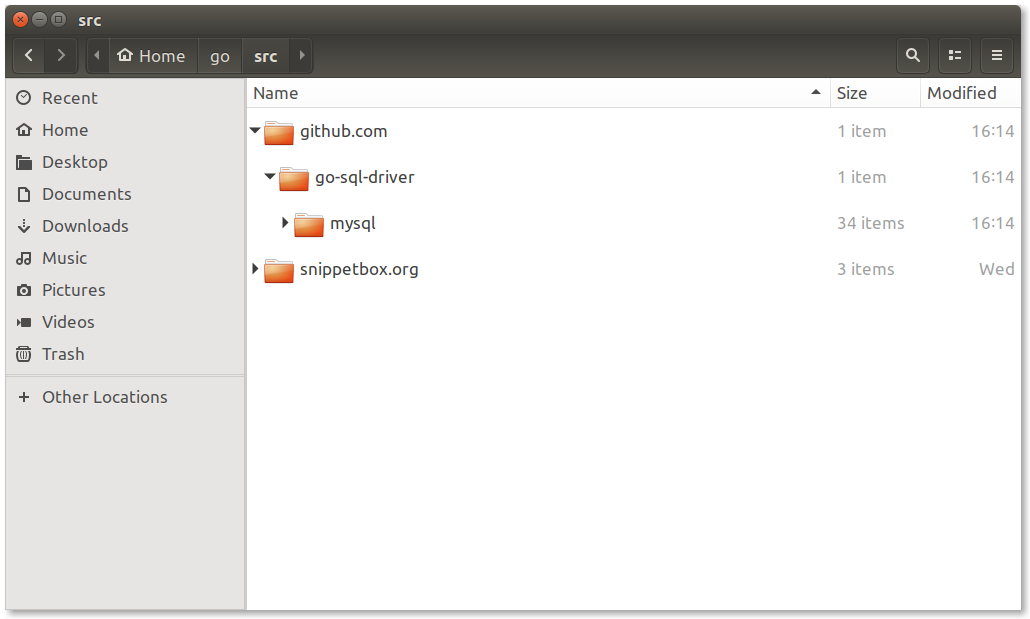 src
Home go src
Name Size Modified
Recent
Home
Desktop
Documents
Downloads
Music
Pictures
Videos
Trash
Other Locations
github.com 1 item 16:14
go-sql-driver 1 item 16:14
mysql 34 items 16:14
snippetbox.org 3 items Wed